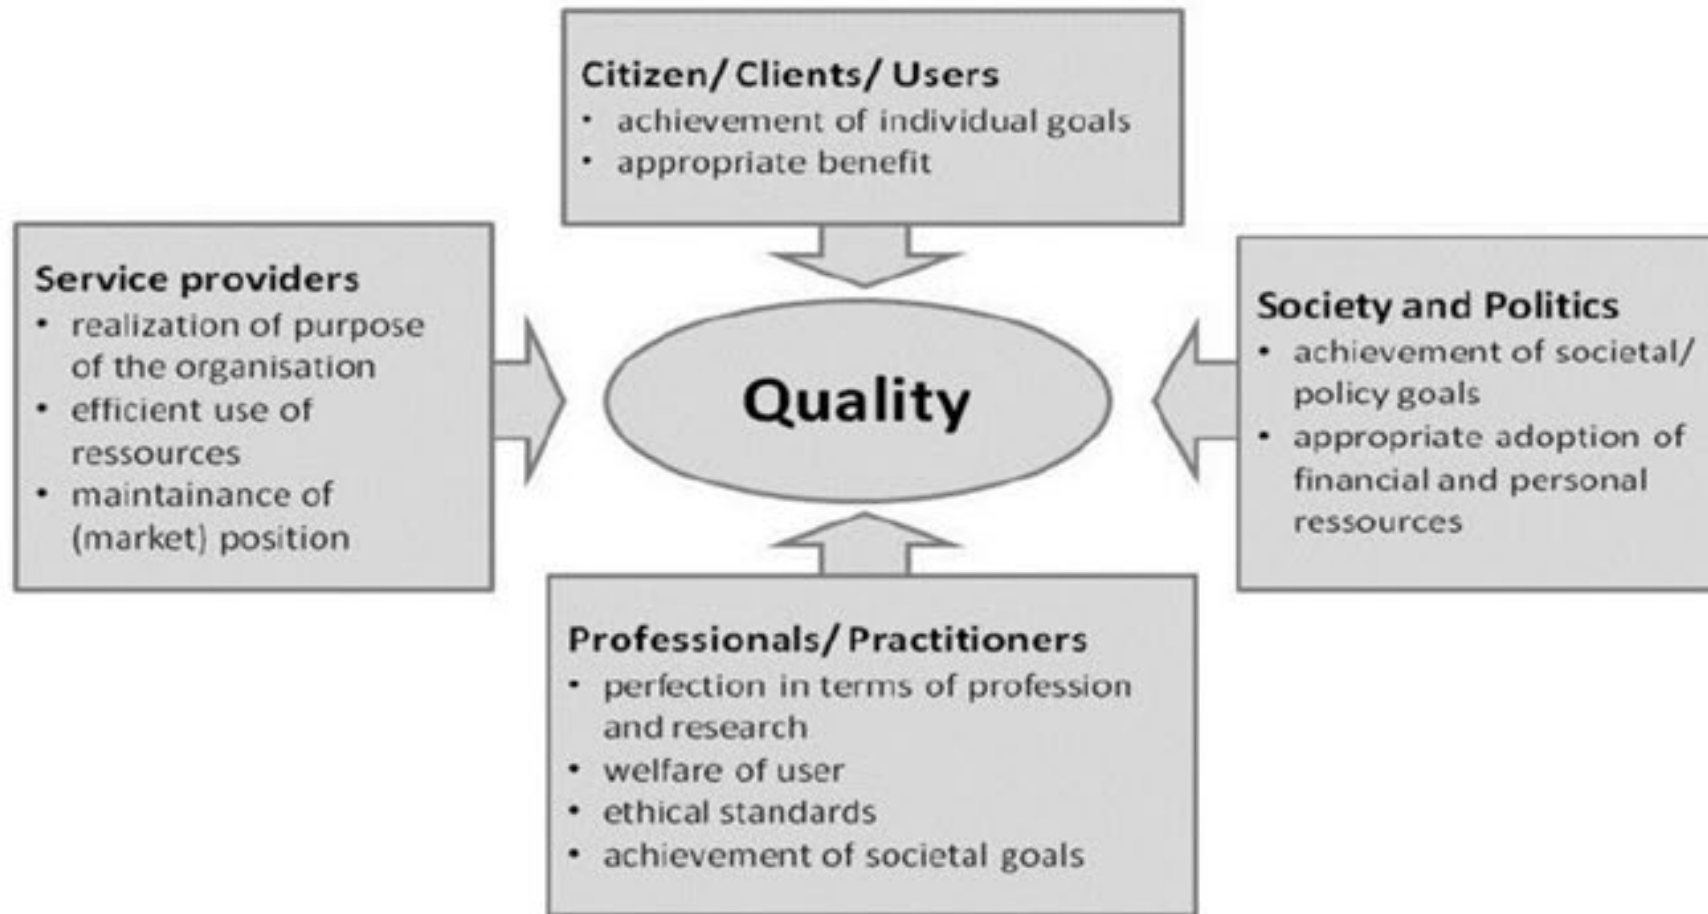 Citizen/ Clients/ Users
• achievement of individual goals
• appropriate benefit
Service providers
• realization of purpose
of the organisation
• efficient use of
ressources
• maintainance of
(market) position
Quality
Society and Politics
• achievement of societal/
policy goals
• appropriate adoption of
financial and personal
ressources
Professionals/ Practitioners
• perfection in terms of profession
and research
• welfare of user
• ethical standards
• achievement of societal goals